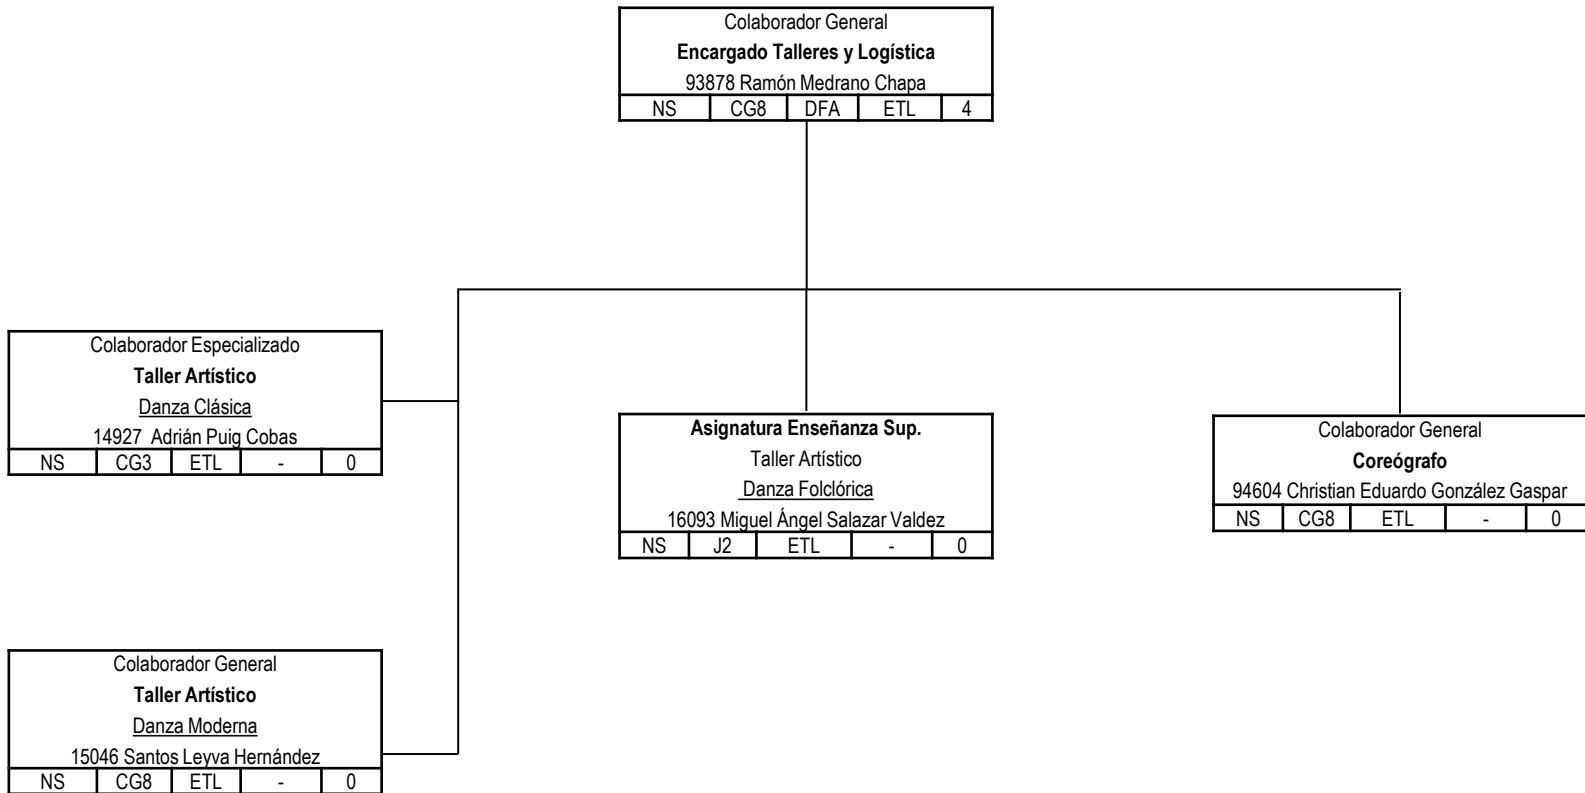 Colaborador General
Encargado Talleres y Logística
93878 Ramón Medrano Chapa
NS CG8 DFA ETL 4
Colaborador Especializado
Taller Artístico
Danza Clásica
14927 Adrián Puig Cobas
NS CG3 ETL - 0
Asignatura Enseñanza Sup.
Taller Artístico
Danza Folclórica
16093 Miguel Ángel Salazar Valdez
NS J2 ETL - 0
Colaborador General
Coreógrafo
94604 Christian Eduardo González Gaspar
NS CG8 ETL - 0
Colaborador General
Taller Artístico
Danza Moderna
15046 Santos Leyva Hernández
NS CG8 ETL - 0